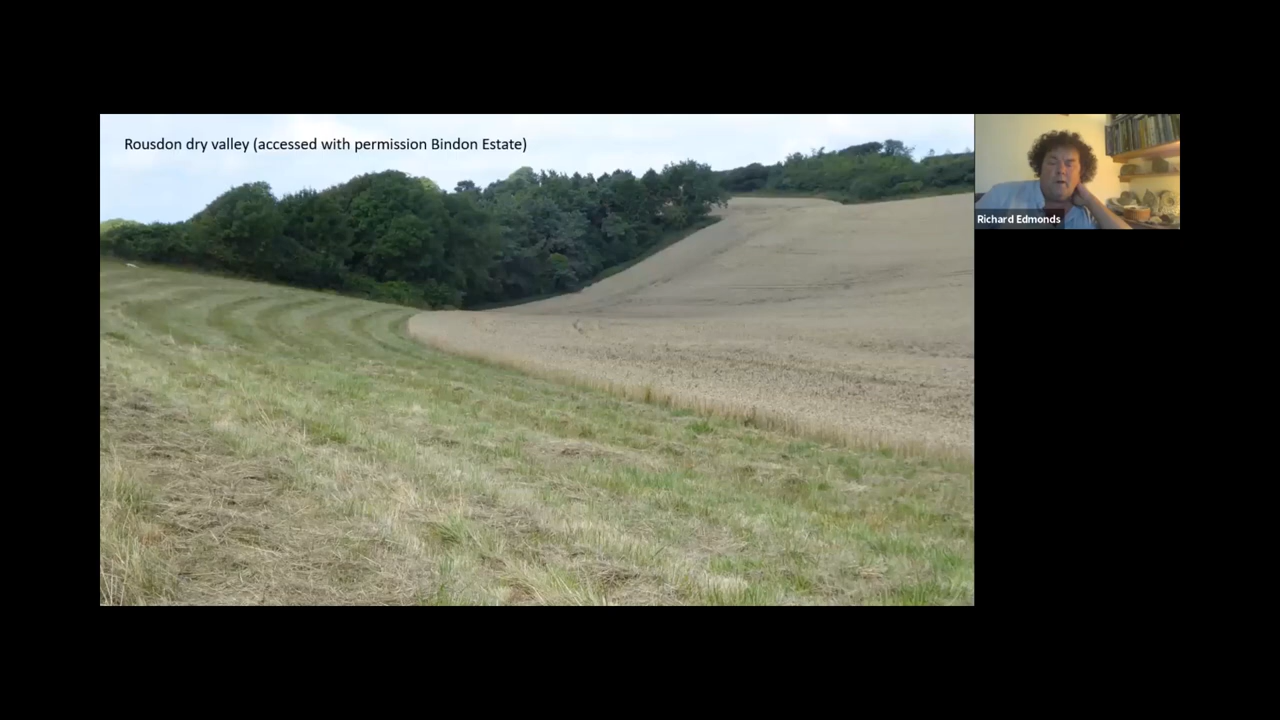 Rousdon dry valley (accessed with permission Bindon Estate)
Richard Edmonds